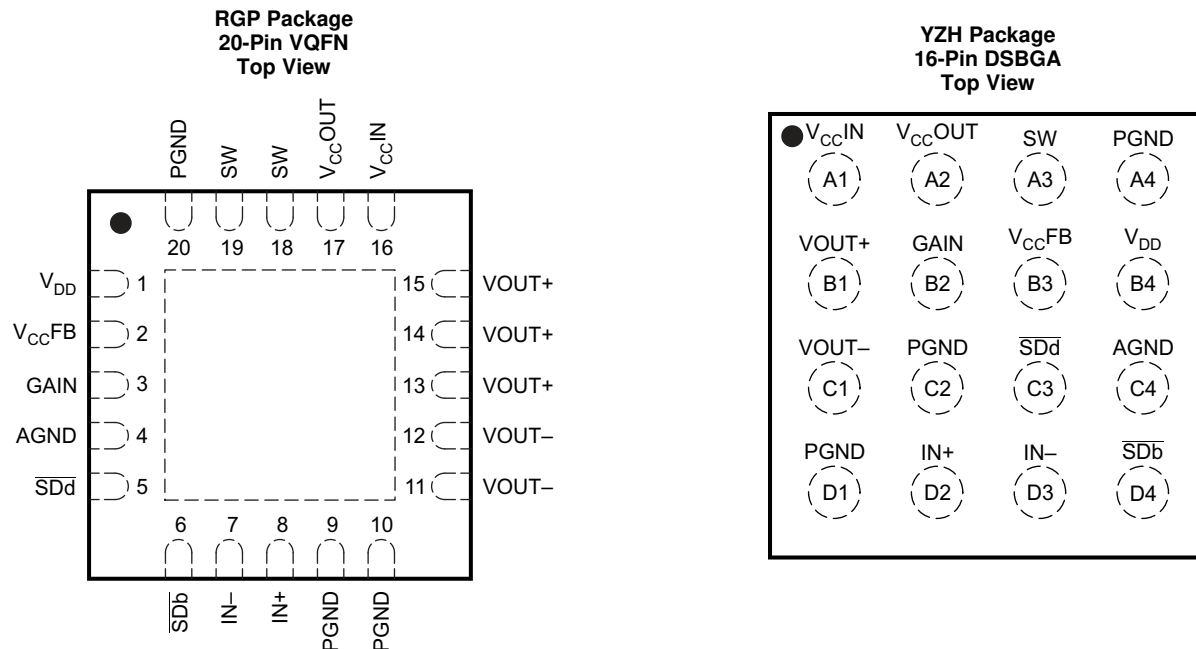 RGP Package
20-Pin VQFN
Top View
PGND
SW
SW
VCCOUT
VCCIN
20 19 18 17 16
VDD 1
VCCFB 2
GAIN 3
AGND 4
SDd 5
15 VOUT+
14 VOUT+
13 VOUT+
12 VOUT–
11 VOUT–
6 7 8 9 10
SDb
IN–
IN+
PGND
PGND
YZH Package
16-Pin DSBGA
Top View
VCCIN VCCOUT SW PGND
A1 A2 A3 A4
VOUT+ GAIN VCCFB VDD
B1 B2 B3 B4
VOUT– PGND SDd AGND
C1 C2 C3 C4
PGND IN+ IN– SDb
D1 D2 D3 D4